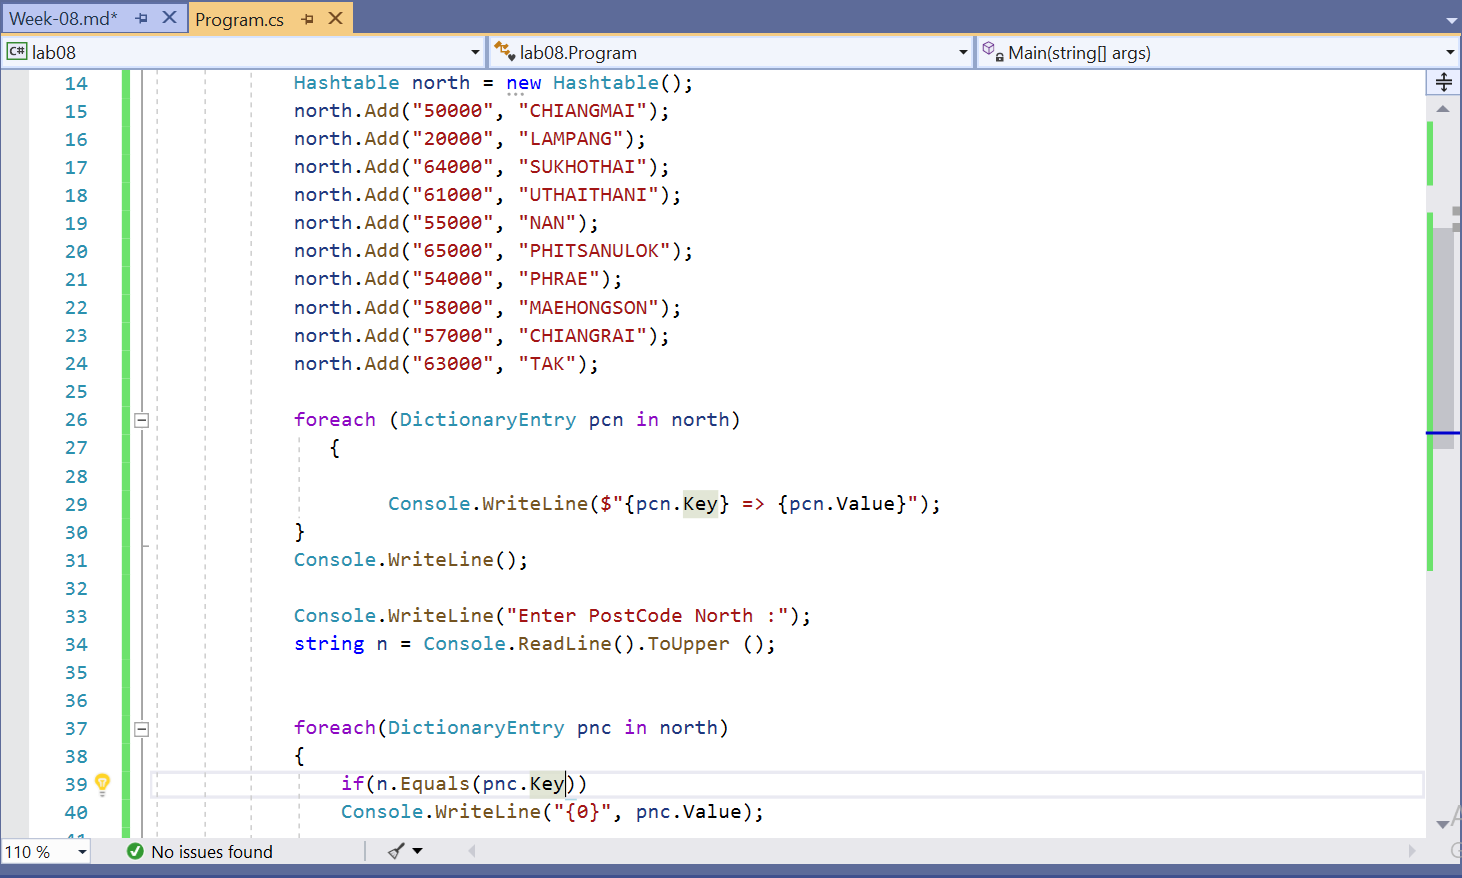 Week-08.md*
Program.cs
C# lab08
lab08.Program
Main(string[] args)
14 Hashtable north = new Hashtable();
15 north.Add("50000", "CHIANGMAI");
16 north.Add("20000", "LAMPANG");
17 north.Add("64000", "SUKHOTHAI");
18 north.Add("61000", "UTHAITHANI");
19 north.Add("55000", "NAN");
20 north.Add("65000", "PHITSANULOK");
21 north.Add("54000", "PHRAE");
22 north.Add("58000", "MAEHONGSON");
23 north.Add("57000", "CHIANGRAI");
24 north.Add("63000", "TAK");
25
26 foreach (DictionaryEntry pcn in north)
27 {
28
29 Console.WriteLine($"{pcn.Key} => {pcn.Value}");
30 }
31 Console.WriteLine();
32
33 Console.WriteLine("Enter PostCode North :");
34 string n = Console.ReadLine().ToUpper ();
35
36
37 foreach(DictionaryEntry pnc in north)
38 {
39 if(n.Equals(pnc.Key))
40 Console.WriteLine("{0}", pnc.Value);
110 %
No issues found